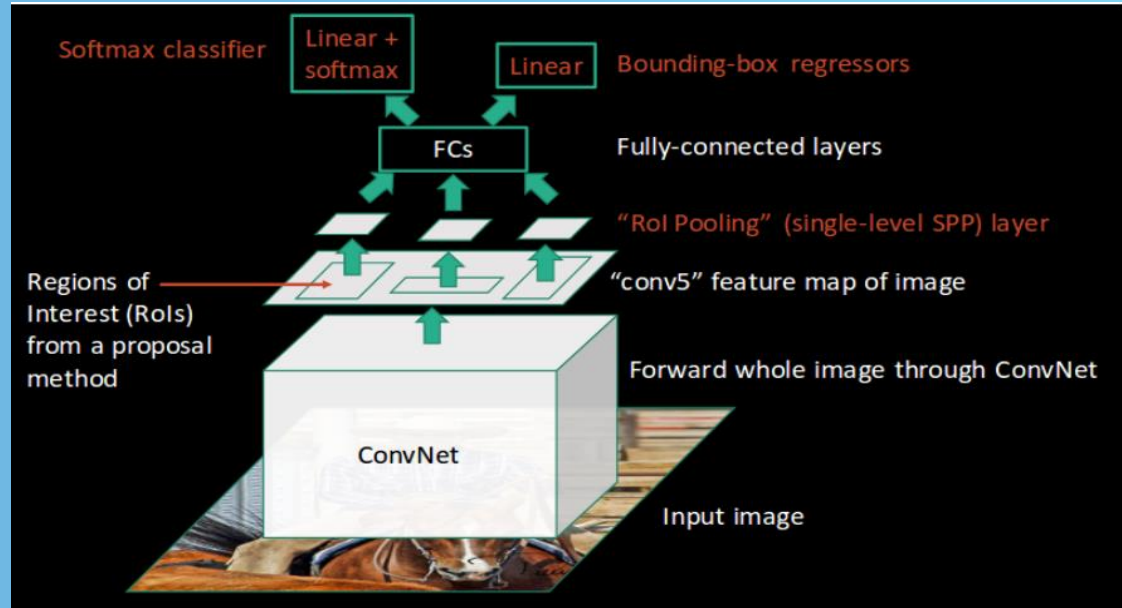 Softmax classifier
Linear +
softmax
Linear
Bounding-box regressors
FCs
Fully-connected layers
“RoI Pooling” (single-level SPP) layer
Regions of
Interest (RoIs)
from a proposal
method
“conv5” feature map of image
Forward whole image through ConvNet
ConvNet
Input image